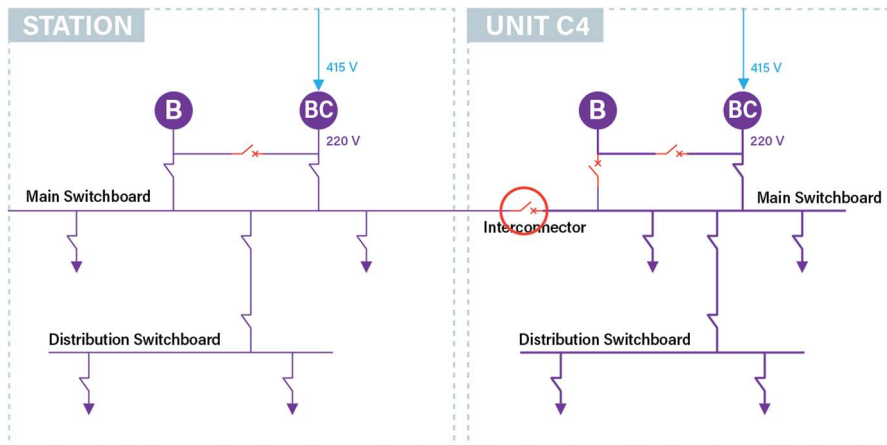 STATION
UNIT C4
415 V
415 V
B
BC
B
BC
220 V
220 V
Main Switchboard
Main Switchboard
Interconnector
Distribution Switchboard
Distribution Switchboard